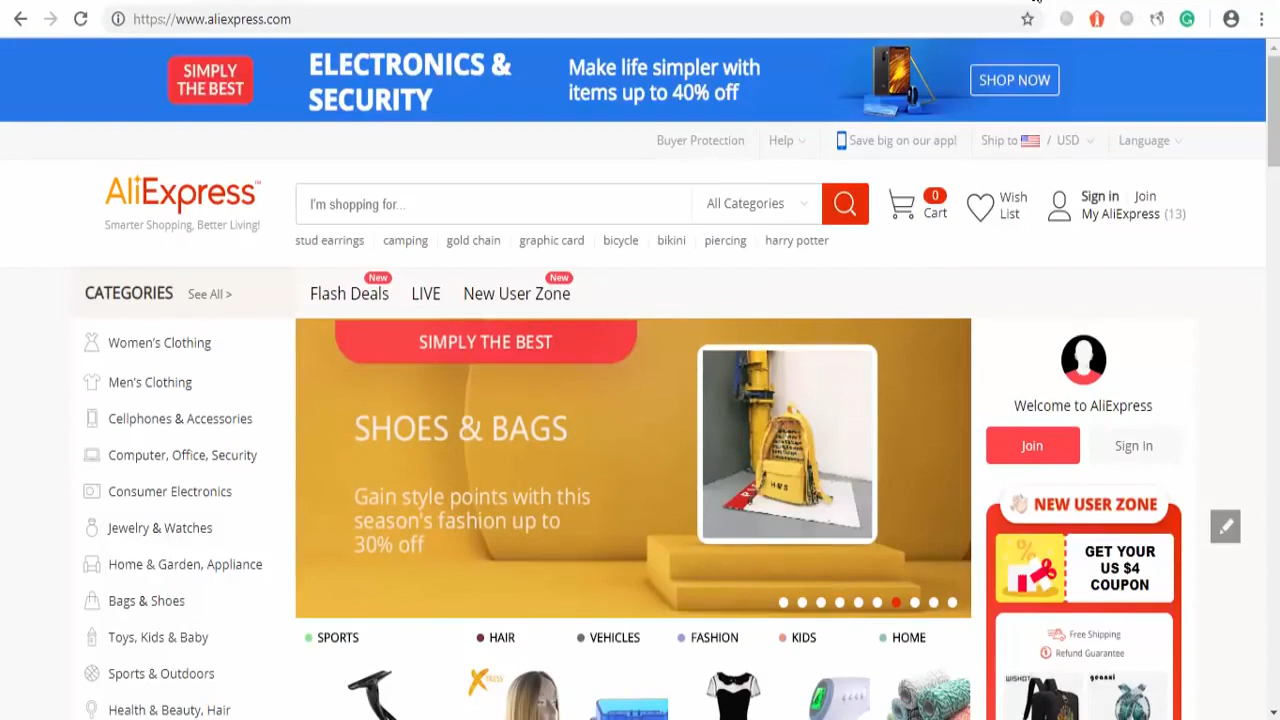 https://www.aliexpress.com
SIMPLY
THE BEST
ELECTRONICS &
SECURITY
Make life simpler with
items up to 40% off
SHOP NOW
Buyer Protection
Help
Save big on our app!
Ship to / USD
Language
AliExpress™
Smarter Shopping, Better Living!
I'm shopping for...
All Categories
0
Cart
Wish
List
Sign in
Join
My AliExpress (13)
stud earrings
camping
gold chain
graphic card
bicycle
bikini
piercing
harry potter
CATEGORIES
See All >
New
New
Flash Deals
LIVE
New User Zone
Women's Clothing
Men's Clothing
Cellphones & Accessories
Computer, Office, Security
Consumer Electronics
Jewelry & Watches
Home & Garden, Appliance
Bags & Shoes
Toys, Kids & Baby
Sports & Outdoors
Health & Beauty, Hair
SIMPLY THE BEST
SHOES & BAGS
Gain style points with this
season's fashion up to
30% off
Welcome to AliExpress
Join
Sign In
NEW USER ZONE
GET YOUR
US $4
COUPON
Free Shipping
Refund Guarantee
SPORTS
HAIR
VEHICLES
FASHION
KIDS
HOME